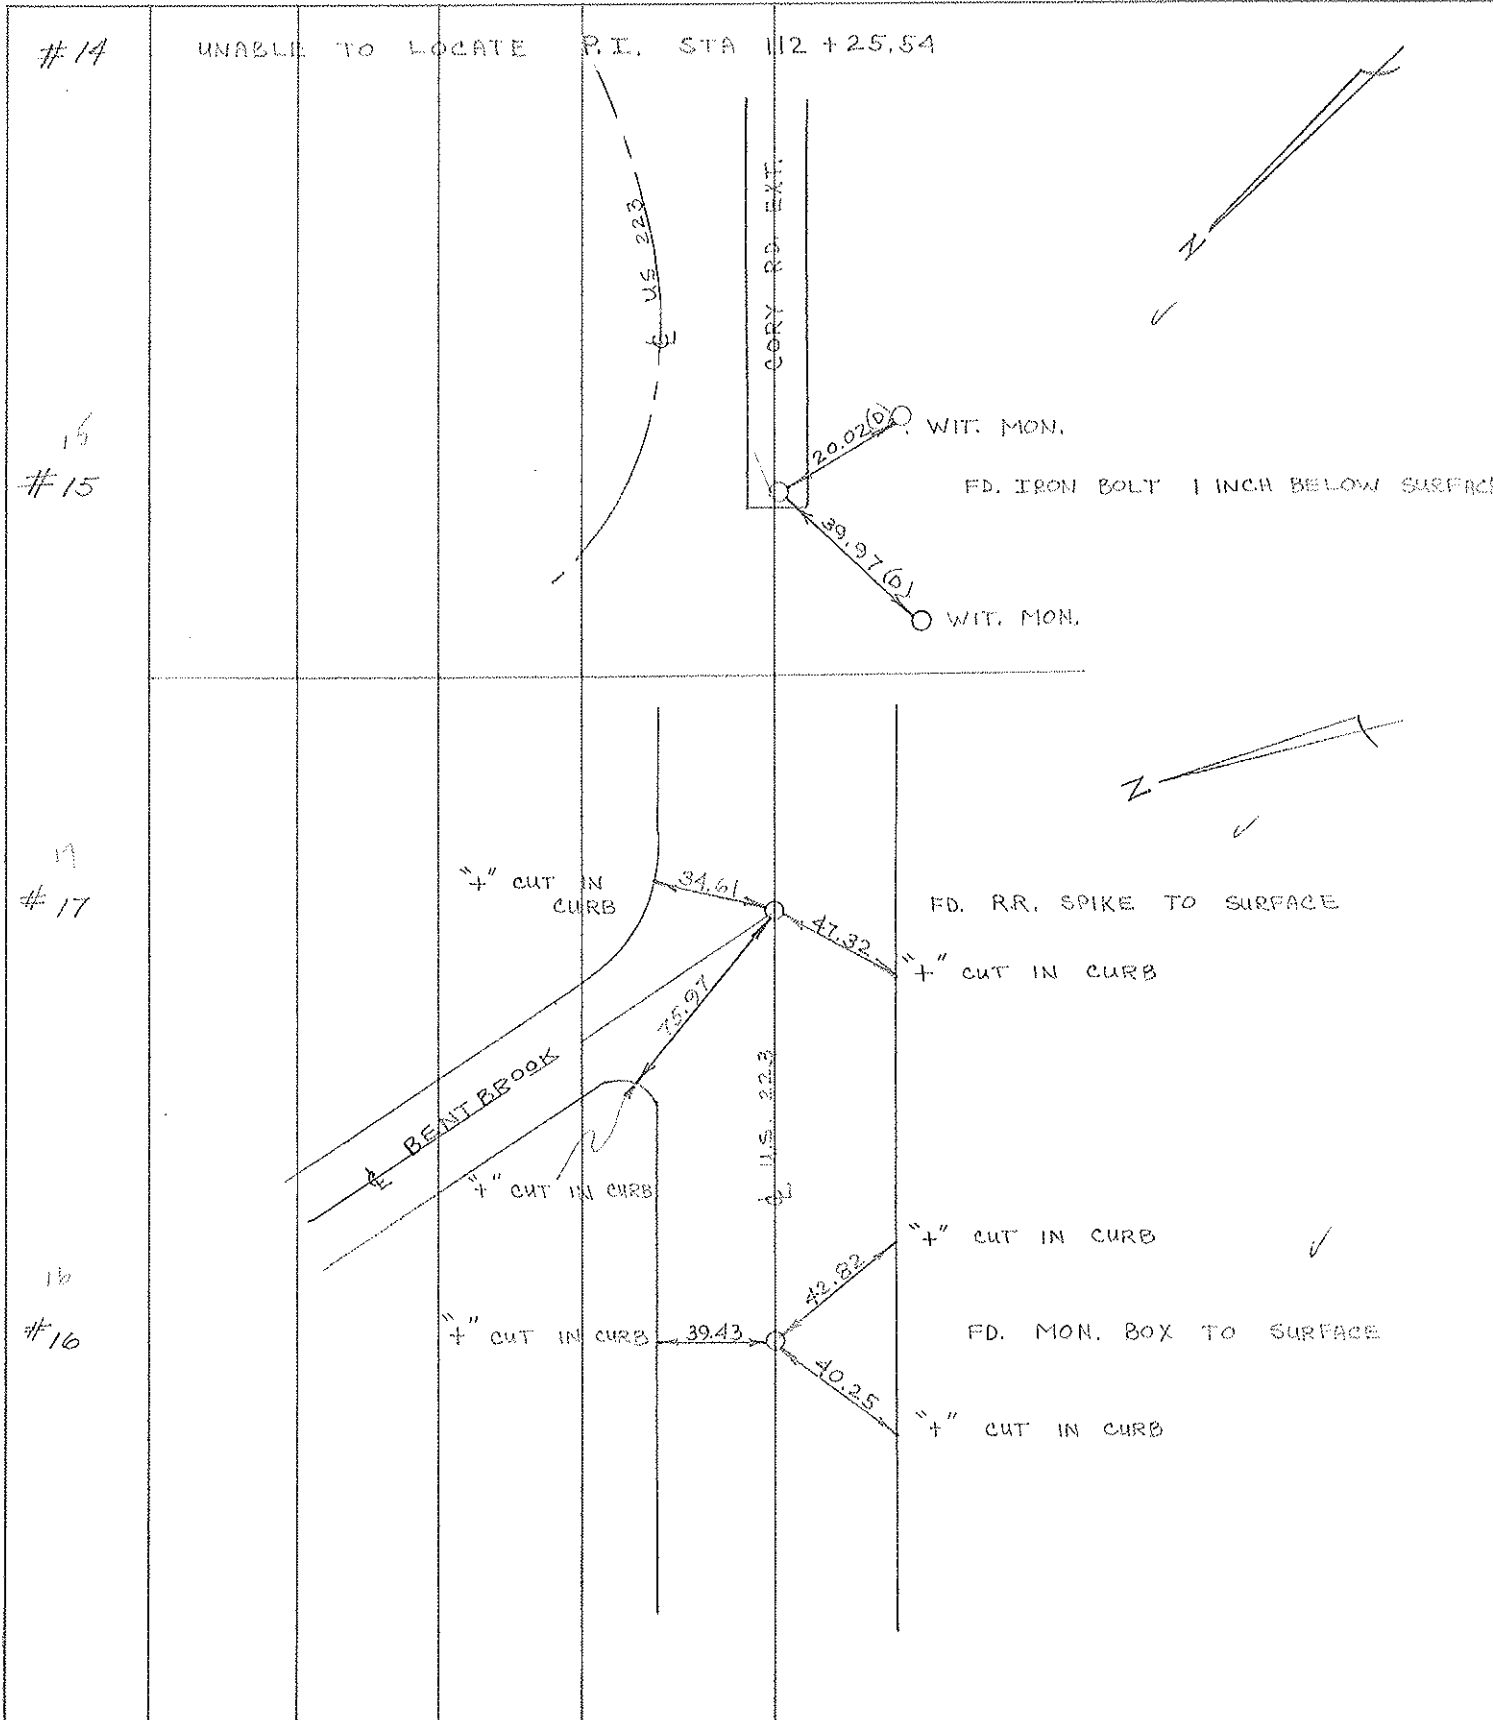 #14
UNABLE TO LOCATE P.I. STA 112 + 25.54
℄ US 223
CORY RD. EXT.
N
✓
15
#15
20.02(D)
WIT. MON.
FD. IRON BOLT 1 INCH BELOW SURFAC
39.97(D)
WIT. MON.
N
✓
17
#17
"+" CUT IN
CURB
34.61
FD. R.R. SPIKE TO SURFACE
47.32
"+" CUT IN CURB
75.97
℄ BENTBROOK
℄ U.S. 223
"+" CUT IN CURB
"+" CUT IN CURB
✓
42.82
16
#16
"+" CUT IN CURB
39.43
FD. MON. BOX TO SURFACE
40.25
"+" CUT IN CURB